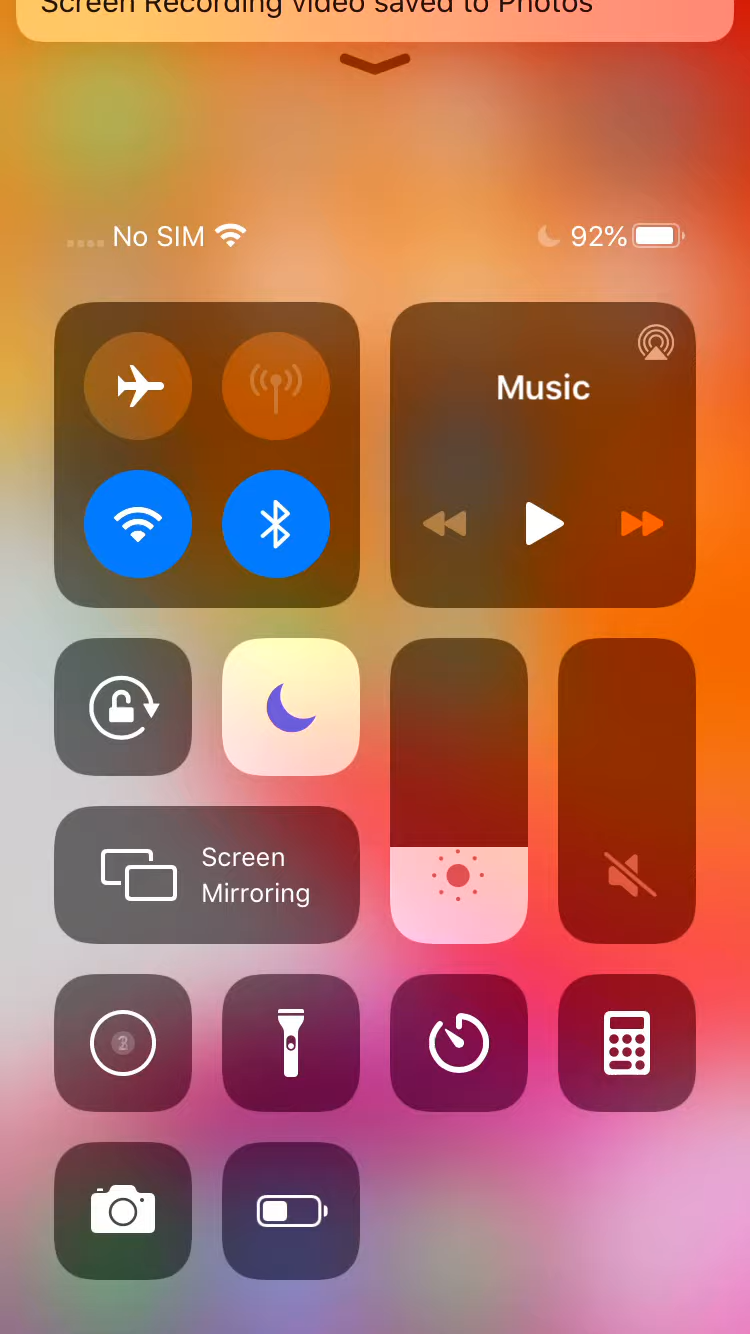 Screen Recording video saved to Photos
No SIM
92%
Music
Screen
Mirroring